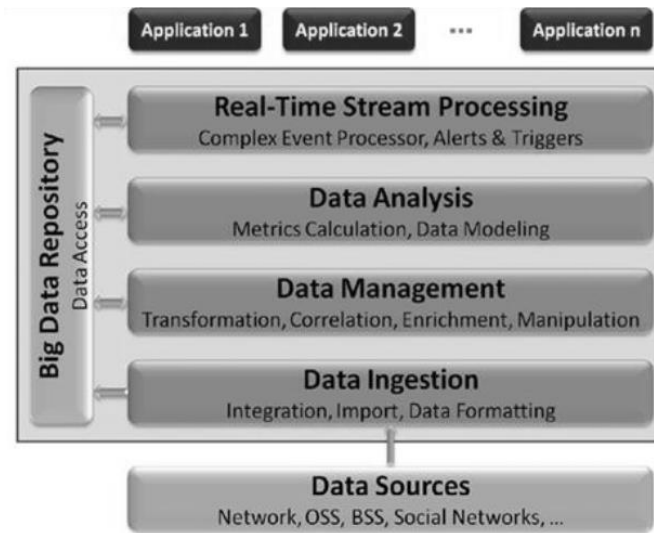 Application 1
Application 2
...
Application n
Big Data Repository
Data Access
Real-Time Stream Processing
Complex Event Processor, Alerts & Triggers
Data Analysis
Metrics Calculation, Data Modeling
Data Management
Transformation, Correlation, Enrichment, Manipulation
Data Ingestion
Integration, Import, Data Formatting
Data Sources
Network, OSS, BSS, Social Networks, ...